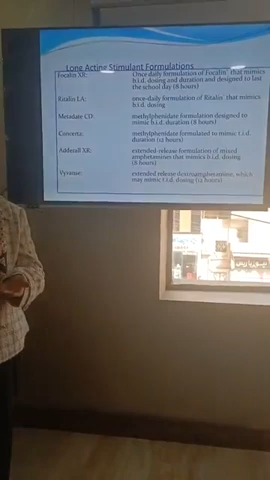 Long Acting Stimulant Formulations
Focalin XR: Once daily formulation of Focalin that mimics
b.i.d. dosing and duration and designed to last
the school day (8 hours)
Ritalin LA: once-daily formulation of Ritalin that mimics
b.i.d dosing
Metadate CD: methylphenidate formulation designed to
mimic b.i.d. duration (8 hours)
Concerta: methylphenidate formulated to mimic t.i.d.
duration (12 hours)
Adderall XR: extended-release formulation of mixed
amphetamines that mimics b.i.d. dosing
(8 hours)
Vyvanse: extended release dextroamphetamine, which
may mimic t.i.d. dosing